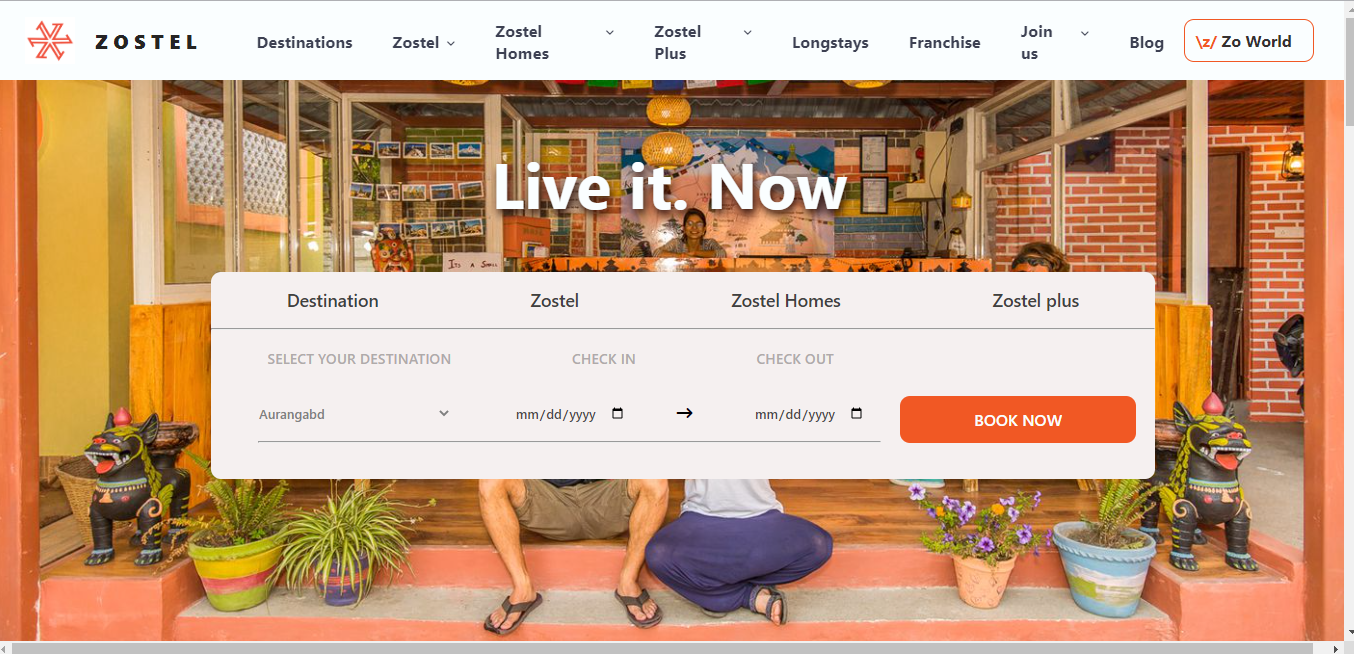 ZOSTEL
Destinations
Zostel
Zostel
Homes
Zostel
Plus
Longstays
Franchise
Join
us
Blog
\z/ Zo World
Live it. Now
ITS A SMALL
Destination
Zostel
Zostel Homes
Zostel plus
SELECT YOUR DESTINATION
CHECK IN
CHECK OUT
Aurangabd
mm/dd/yyyy
→
mm/dd/yyyy
BOOK NOW